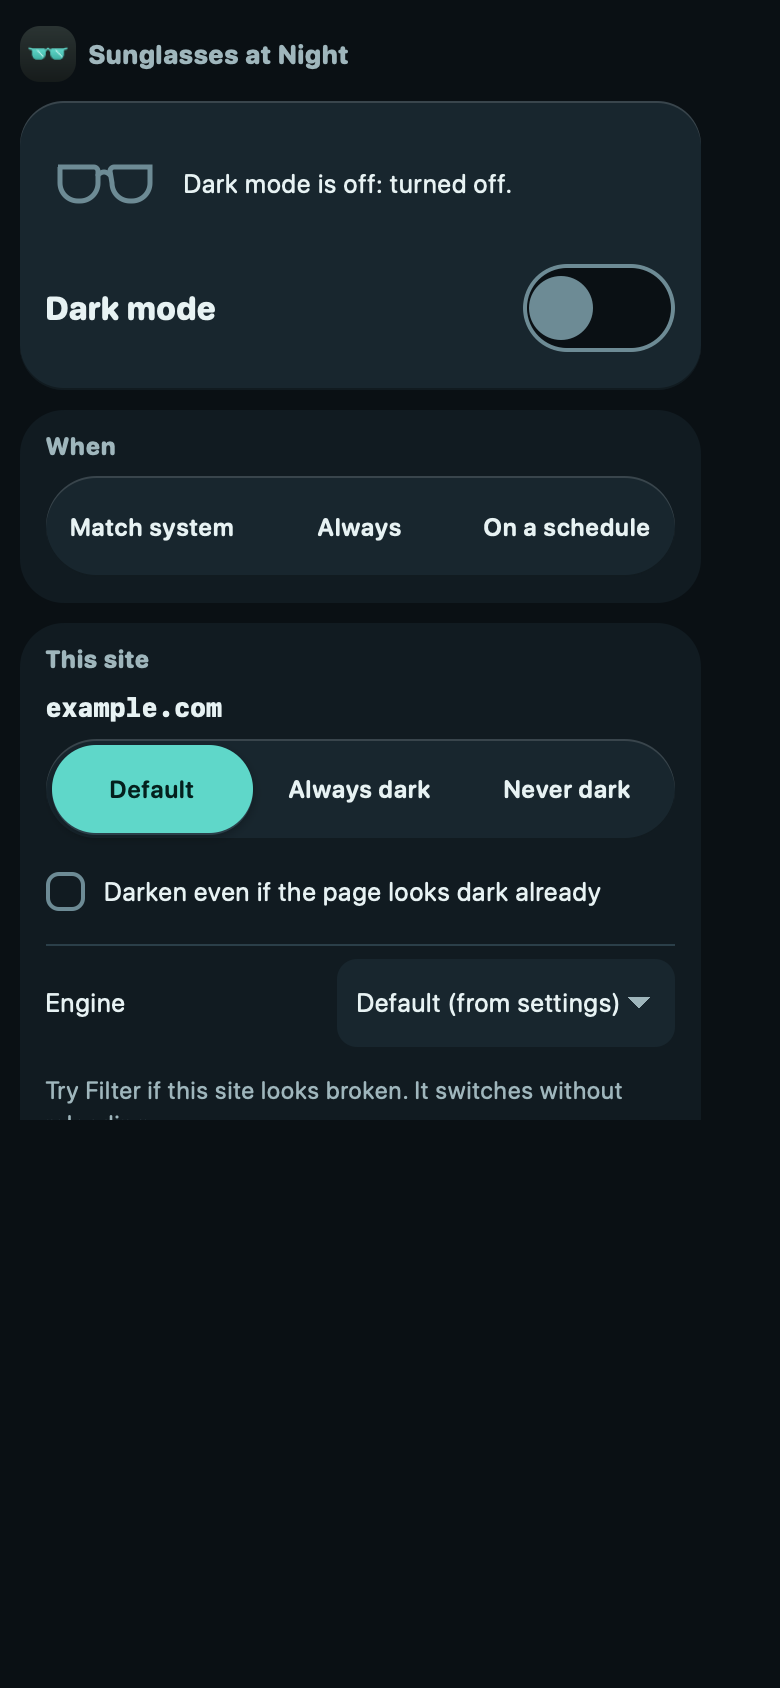 Sunglasses at Night
Dark mode is off: turned off.
Dark mode
When
Match system
Always
On a schedule
This site
example.com
Default
Always dark
Never dark
Darken even if the page looks dark already
Engine
Default (from settings)
Try Filter if this site looks broken. It switches without